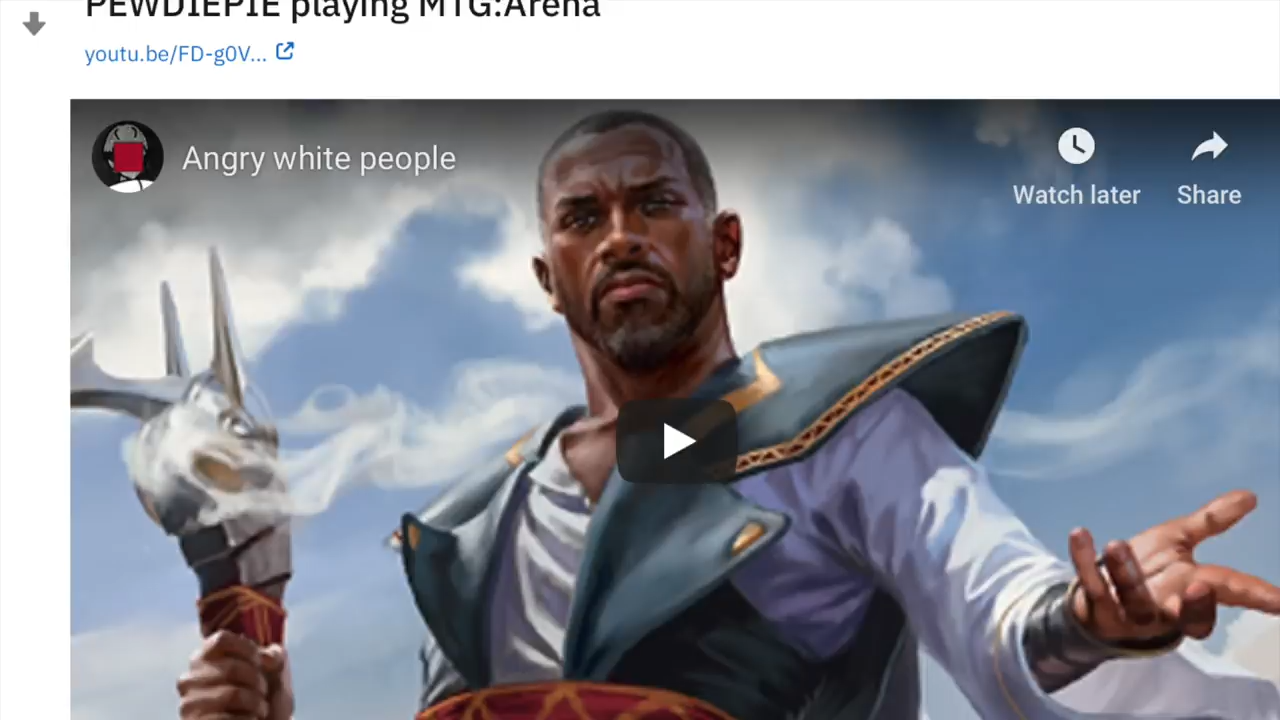 PEWDIEPIE playing MTG:Arena
youtu.be/FD-g0V...
Angry white people
Watch later
Share